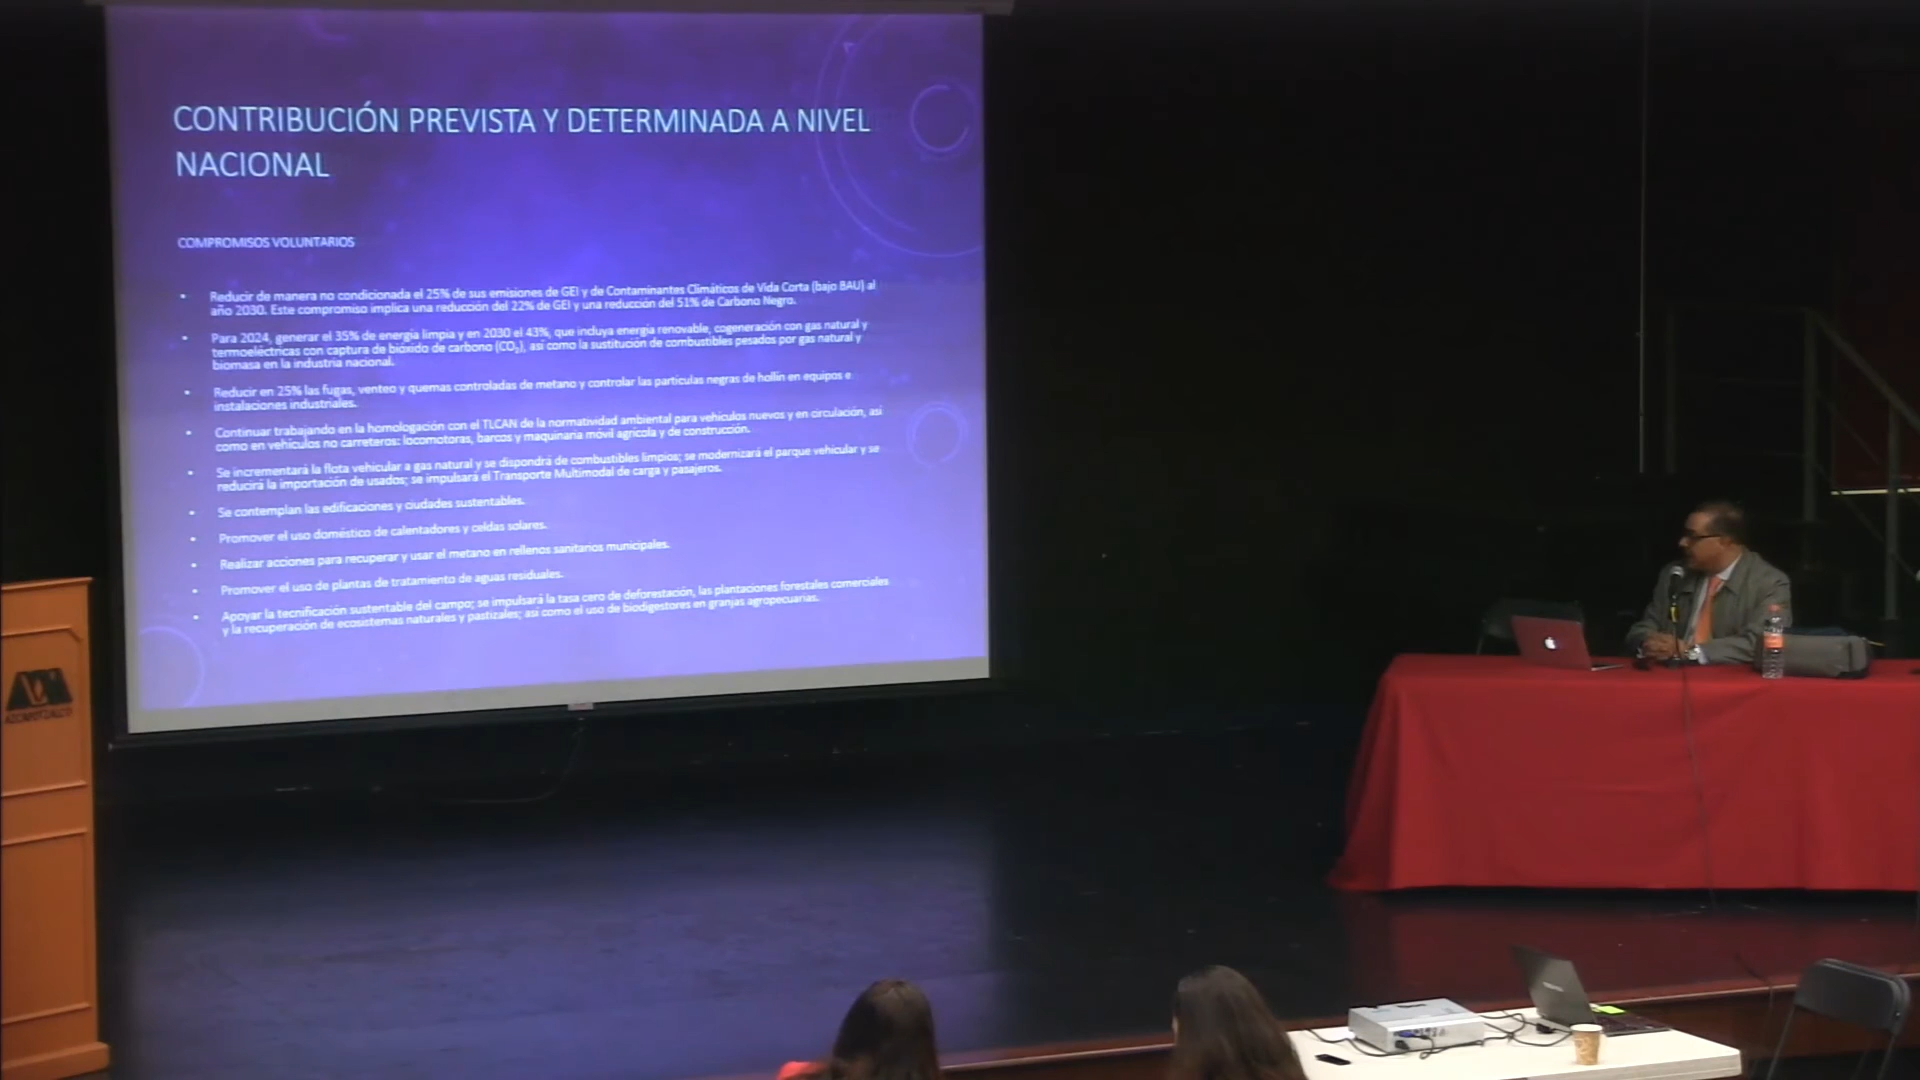 CONTRIBUCIÓN PREVISTA Y DETERMINADA A NIVEL
NACIONAL
COMPROMISOS VOLUNTARIOS
• Reducir de manera no condicionada el 25% de sus emisiones de GEI y de Contaminantes Climáticos de Vida Corta (bajo BAU) al
año 2030. Este compromiso implica una reducción del 22% de GEI y una reducción del 51% de Carbono Negro.
• Para 2024, generar el 35% de energía limpia y en 2030 el 43%, que incluya energía renovable, cogeneración con gas natural y
termoeléctricas con captura de bióxido de carbono (CO₂), así como la sustitución de combustibles pesados por gas natural y
biomasa en la industria nacional.
• Reducir en 25% las fugas, venteo y quemas controladas de metano y controlar las partículas negras de hollín en equipos e
instalaciones industriales.
• Continuar trabajando en la homologación con el TLCAN de la normatividad ambiental para vehículos nuevos y en circulación, así
como en vehículos no carreteros: locomotoras, barcos y maquinaria móvil agrícola y de construcción.
• Se incrementará la flota vehicular a gas natural y se dispondrá de combustibles limpios; se modernizará el parque vehicular y se
reducirá la importación de usados; se impulsará el Transporte Multimodal de carga y pasajeros.
• Se contemplan las edificaciones y ciudades sustentables.
• Promover el uso doméstico de calentadores y celdas solares.
• Realizar acciones para recuperar y usar el metano en rellenos sanitarios municipales.
• Promover el uso de plantas de tratamiento de aguas residuales.
• Apoyar la tecnificación sustentable del campo; se impulsará la tasa cero de deforestación, las plantaciones forestales comerciales
y la recuperación de ecosistemas naturales y pastizales; así como el uso de biodigestores en granjas agropecuarias.